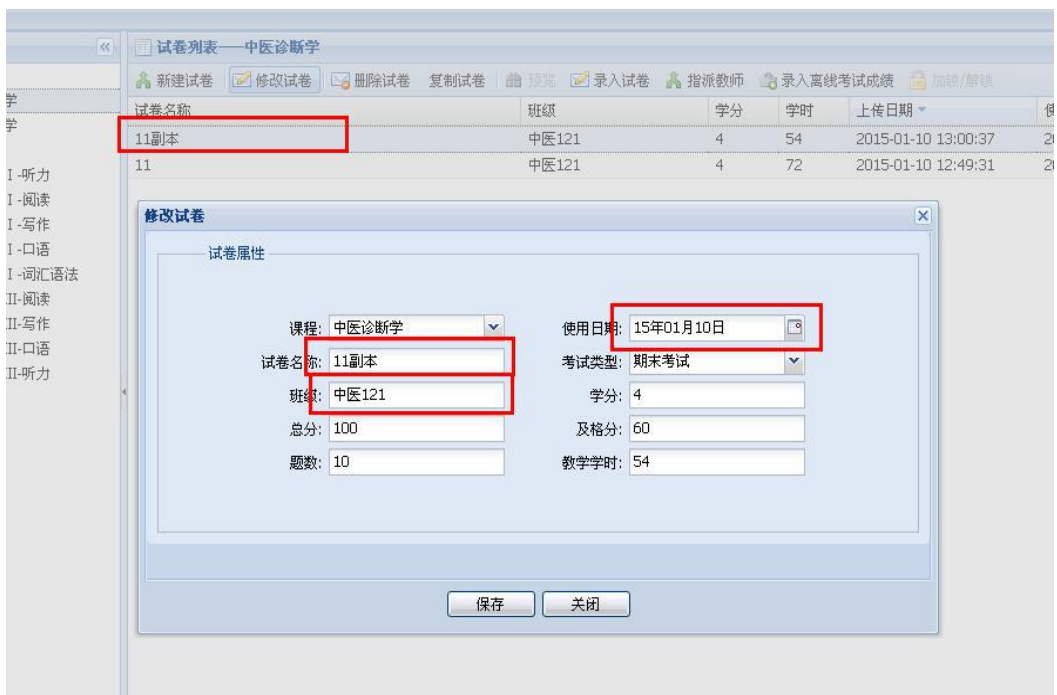 试卷列表——中医诊断学
新建试卷 修改试卷 删除试卷 复制试卷 预览 录入试卷 指派教师 录入离线考试成绩 加锁/解锁
试卷名称 班级 学分 学时 上传日期
11副本 中医121 4 54 2015-01-10 13:00:37
11 中医121 4 72 2015-01-10 12:49:31
学
学
I -听力
I -阅读
I -写作
I -口语
I -词汇语法
II-阅读
II-写作
II-口语
II-听力
修改试卷
试卷属性
课程: 中医诊断学 使用日期: 15年01月10日
试卷名称: 11副本 考试类型: 期末考试
班级: 中医121 学分: 4
总分: 100 及格分: 60
题数: 10 教学学时: 54
保存 关闭